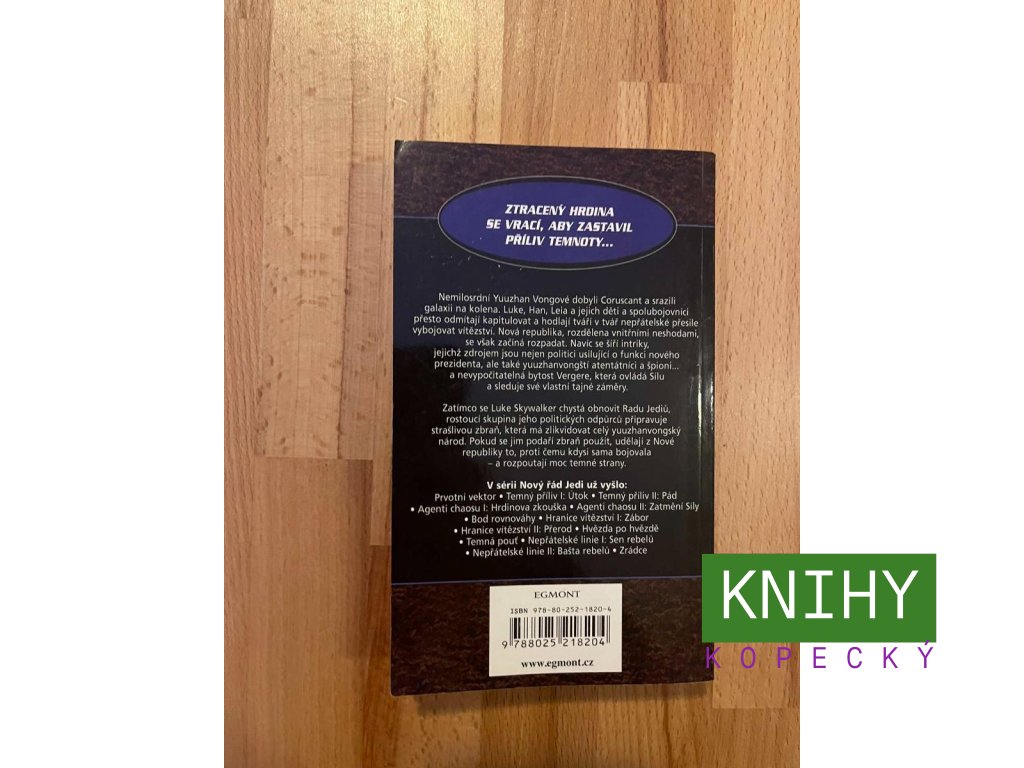 ZTRACENÝ HRDINA
SE VRACÍ, ABY ZASTAVIL
PŘÍLIV TEMNOTY...
Nemilosrdní Yuuzhan Vongové dobyli Coruscant a srazili
galaxii na kolena. Luke, Han, Leia a jejich děti a spolubojovníci
přesto odmítají kapitulovat a hodlají tváří v tvář nepřátelské přesile
vybojovat vítězství. Nová republika, rozdělena vnitřními neshodami,
se však začíná rozpadat. Navíc se šíří intriky,
jejichž zdrojem jsou nejen politici usilující o funkci nového
prezidenta, ale také yuuzhanvongští atentátníci a špioni...
a nevypočitatelná bytost Vergere, která ovládá Sílu
a sleduje své vlastní tajné záměry.
Zatímco se Luke Skywalker chystá obnovit Radu Jediů,
rostoucí skupina jeho politických odpůrců připravuje
strašlivou zbraň, která má zlikvidovat celý yuuzhanvongský
národ. Pokud se jim podaří zbraň použít, udělají z Nové
republiky to, proti čemu kdysi sama bojovala
– a rozpoutají moc temné strany.
V sérii Nový řád Jedi už vyšlo:
Prvotní vektor • Temný příliv I: Útok • Temný příliv II: Pád
• Agenti chaosu I: Hrdinova zkouška • Agenti chaosu II: Zatmění Síly
• Bod rovnováhy • Hranice vítězství I: Zábor
• Hranice vítězství II: Přerod • Hvězda po hvězdě
• Temná pouť • Nepřátelské linie I: Sen rebelů
• Nepřátelské linie II: Bašta rebelů • Zrádce
EGMONT
ISBN 978-80-252-1820-4
9 788025 218204
www.egmont.cz
KNIHY
KOPECKÝ